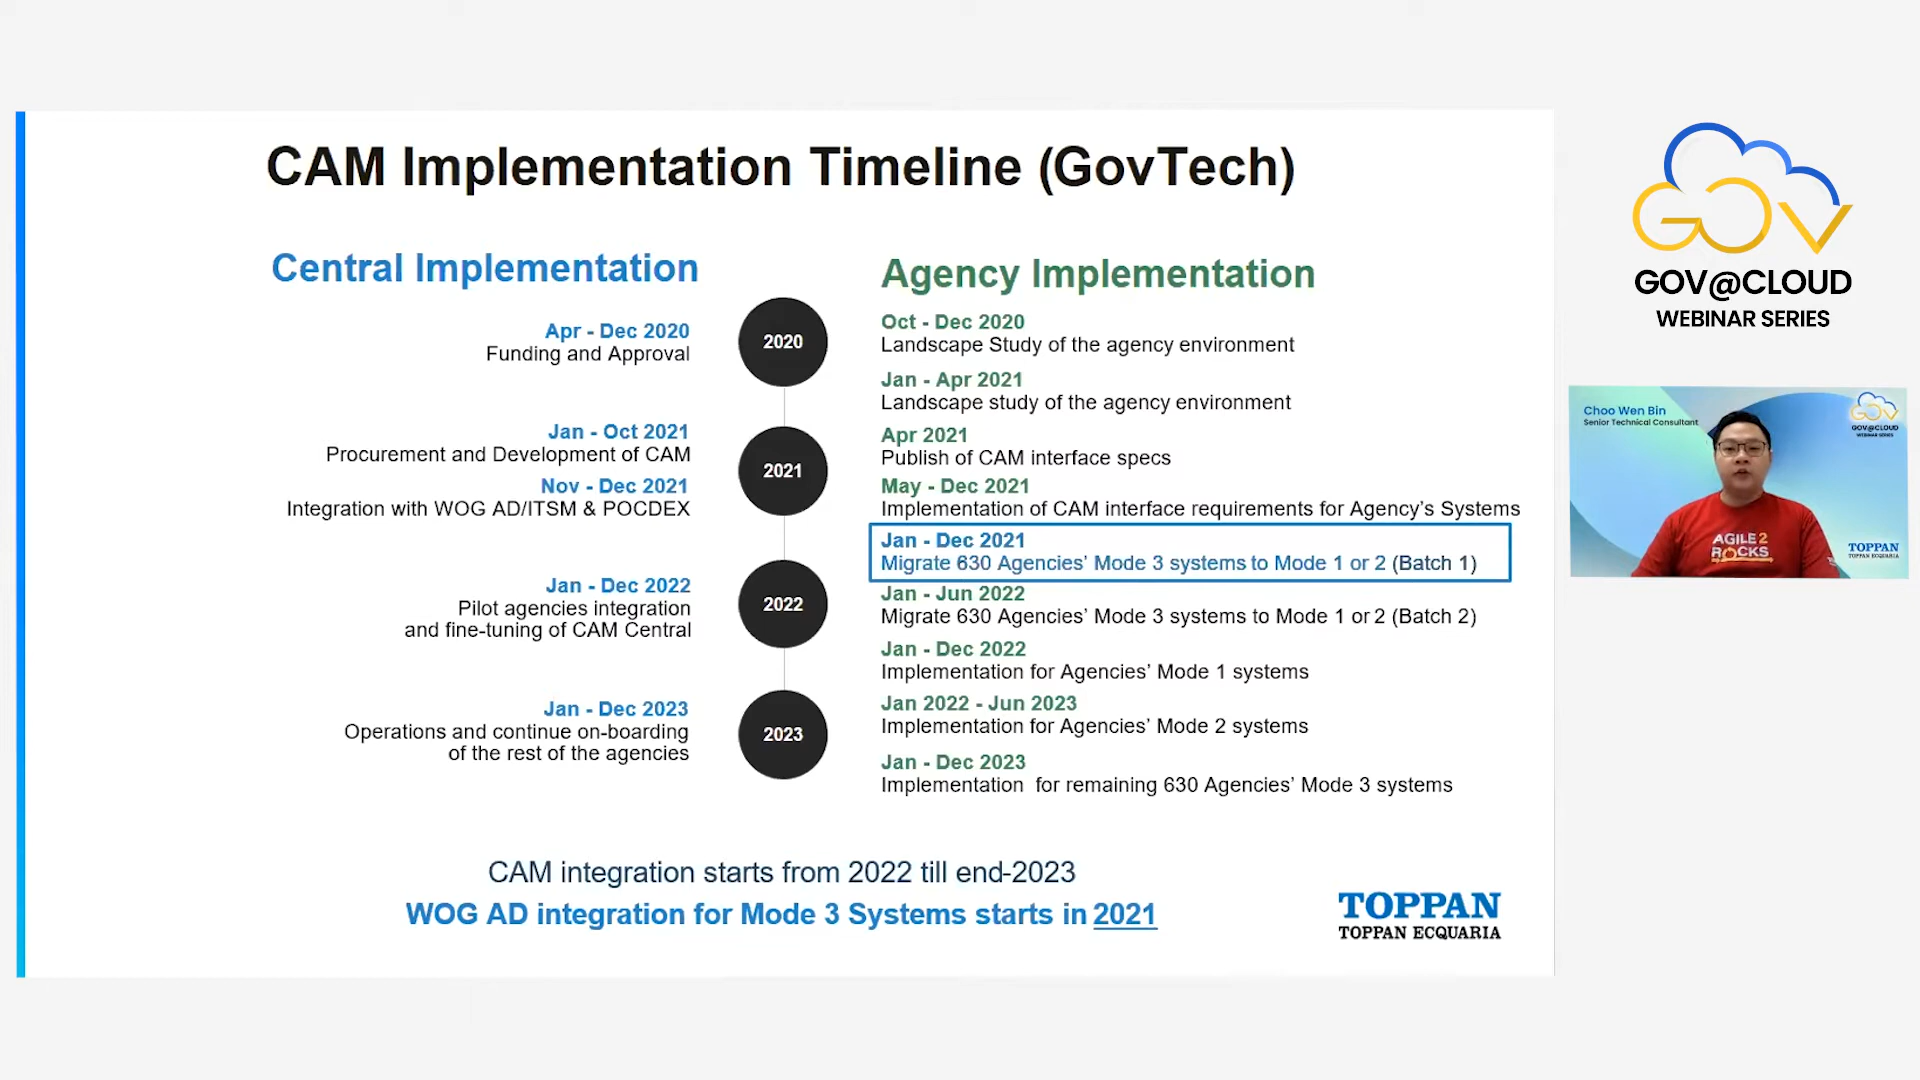 CAM Implementation Timeline (GovTech)
Central Implementation
Apr - Dec 2020
Funding and Approval
Jan - Oct 2021
Procurement and Development of CAM
Nov - Dec 2021
Integration with WOG AD/ITSM & POCDEX
Jan - Dec 2022
Pilot agencies integration
and fine-tuning of CAM Central
Jan - Dec 2023
Operations and continue on-boarding
of the rest of the agencies
2020
2021
2022
2023
Agency Implementation
Oct - Dec 2020
Landscape Study of the agency environment
Jan - Apr 2021
Landscape study of the agency environment
Apr 2021
Publish of CAM interface specs
May - Dec 2021
Implementation of CAM interface requirements for Agency's Systems
Jan - Dec 2021
Migrate 630 Agencies' Mode 3 systems to Mode 1 or 2 (Batch 1)
Jan - Jun 2022
Migrate 630 Agencies' Mode 3 systems to Mode 1 or 2 (Batch 2)
Jan - Dec 2022
Implementation for Agencies' Mode 1 systems
Jan 2022 - Jun 2023
Implementation for Agencies' Mode 2 systems
Jan - Dec 2023
Implementation for remaining 630 Agencies' Mode 3 systems
CAM integration starts from 2022 till end-2023
WOG AD integration for Mode 3 Systems starts in 2021
TOPPAN
TOPPAN ECQUARIA
GOV
GOV@CLOUD
WEBINAR SERIES
Choo Wen Bin
Senior Technical Consultant
GOV
GOV@CLOUD
WEBINAR SERIES
AGILE2
ROCKS
TOPPAN
TOPPAN ECQUARIA